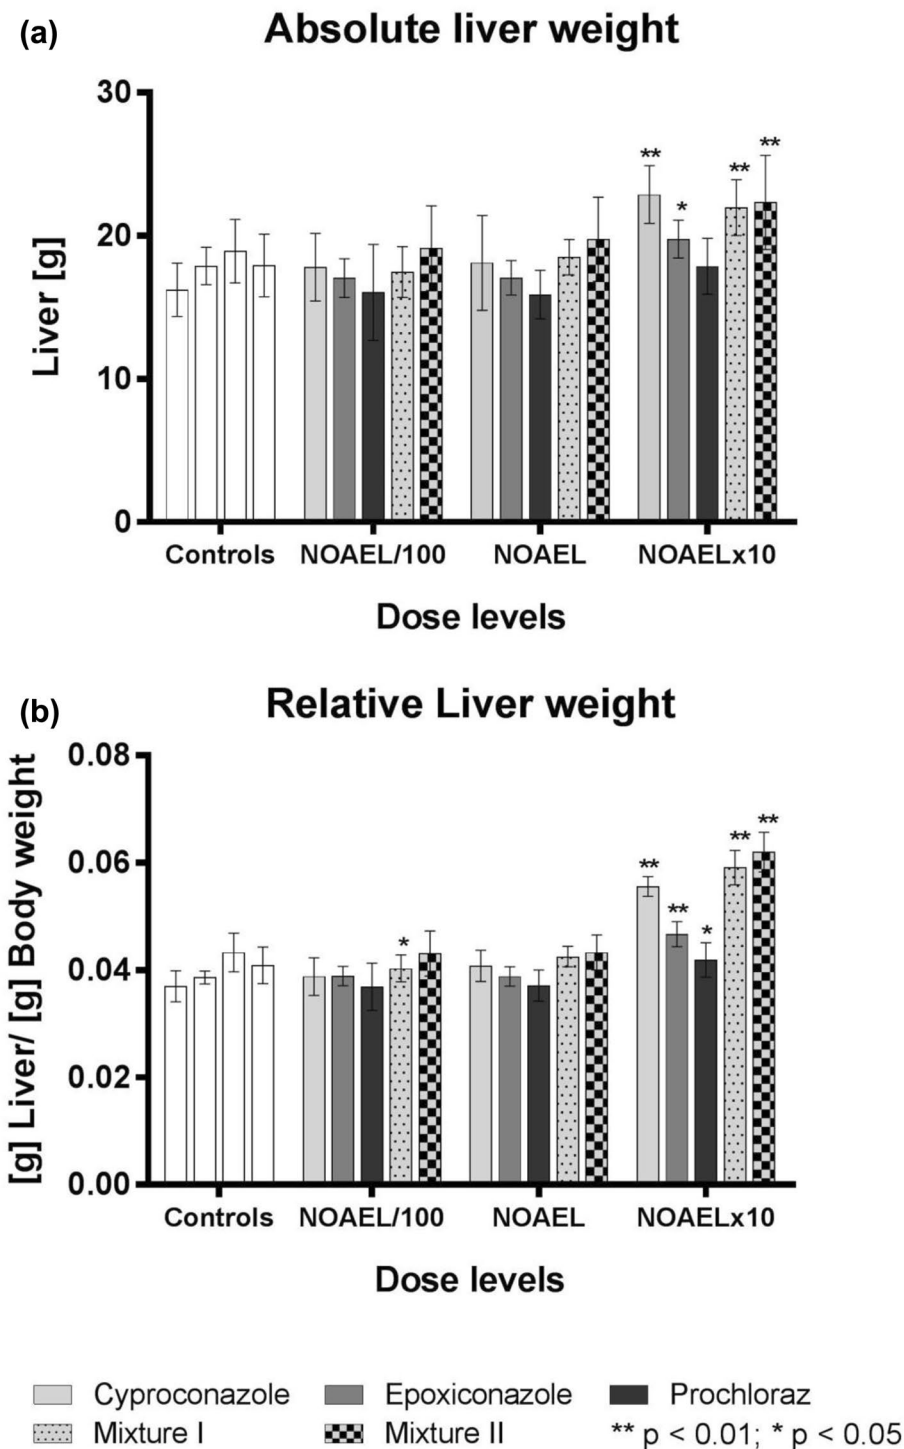 (a) Absolute liver weight
30
20
10
0
Liver [g]
** * ** **
Controls NOAEL/100 NOAEL NOAELx10
Dose levels
(b) Relative Liver weight
0.08
0.06
0.04
0.02
0.00
[g] Liver/ [g] Body weight
* ** ** * ** **
Controls NOAEL/100 NOAEL NOAELx10
Dose levels
Cyproconazole Epoxiconazole Prochloraz
Mixture I Mixture II ** p < 0.01; * p < 0.05